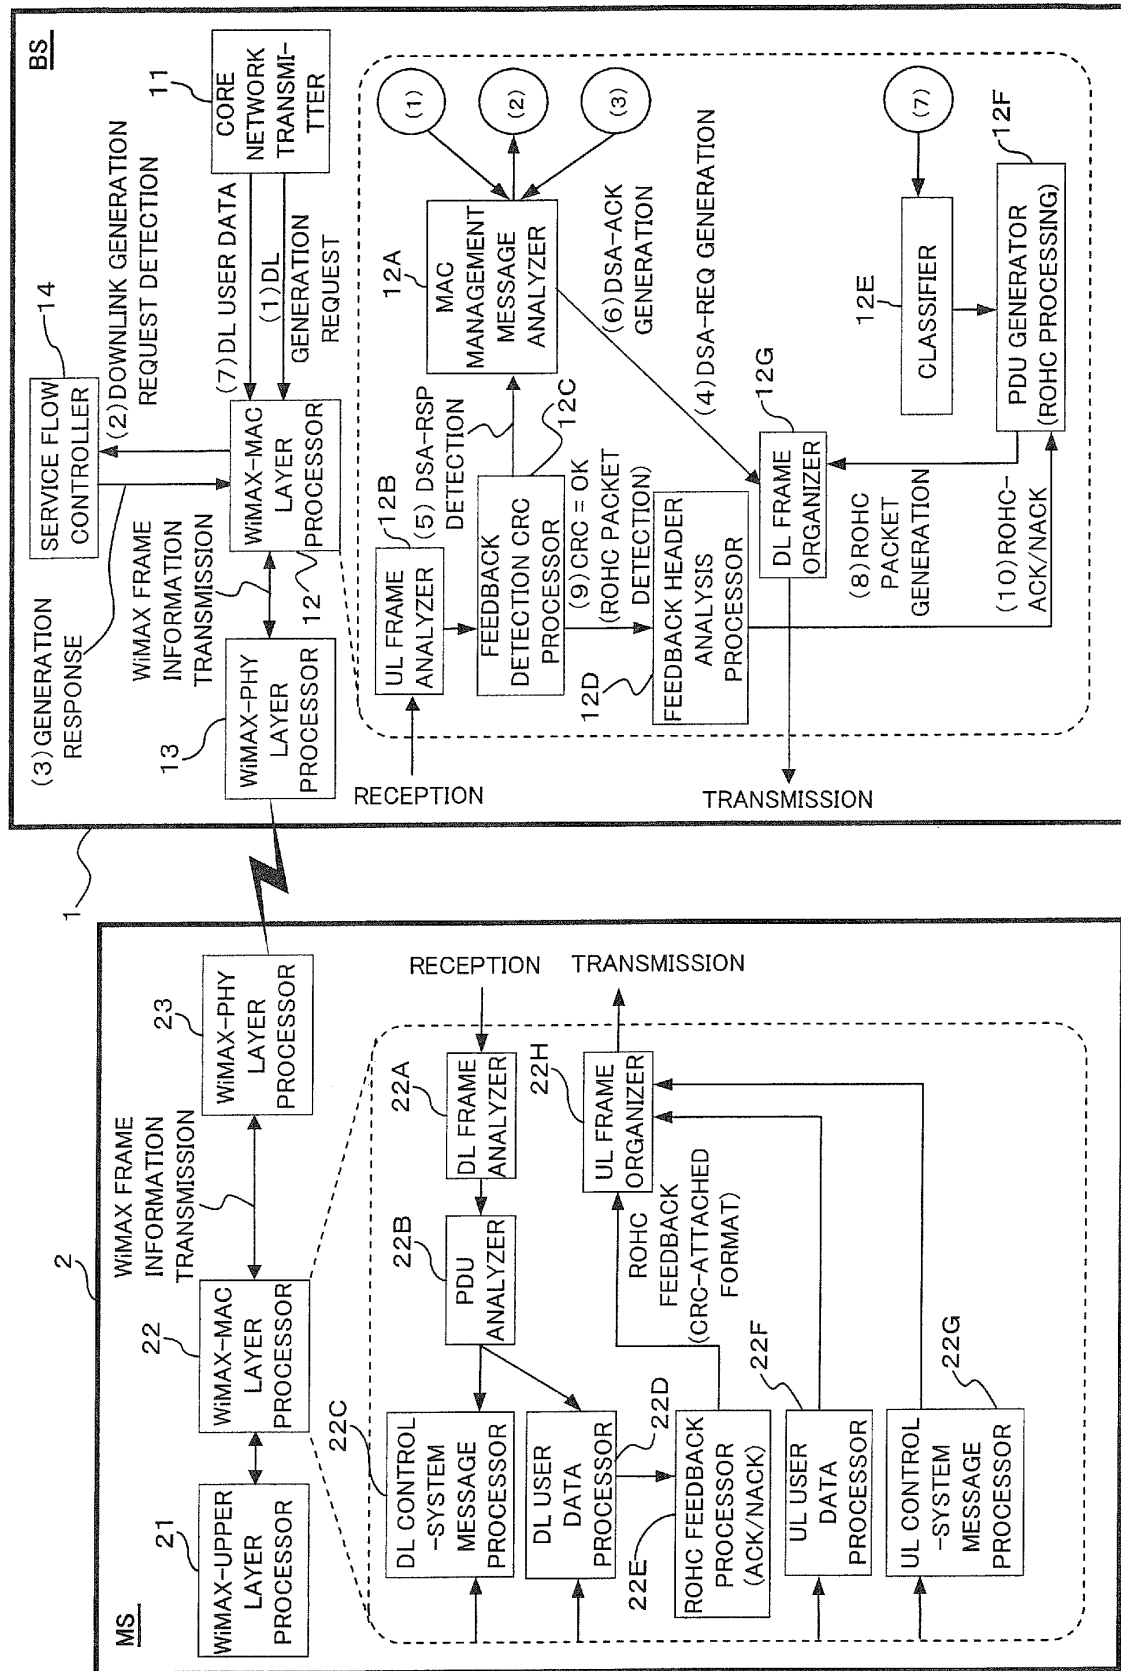 BS
1
CORE
NETWORK
TRANSMI-
TTER
11
(7)DL USER DATA
(1)DL
GENERATION
REQUEST
SERVICE FLOW
CONTROLLER
14
(2)DOWNLINK GENERATION
REQUEST DETECTION
(3)GENERATION
RESPONSE
WiMAX-MAC
LAYER
PROCESSOR
12
WiMAX FRAME
INFORMATION
TRANSMISSION
WiMAX-PHY
LAYER
PROCESSOR
13
RECEPTION
UL FRAME
ANALYZER
12B
(5) DSA-RSP
DETECTION
FEEDBACK
DETECTION CRC
PROCESSOR
12C
MAC
MANAGEMENT
MESSAGE
ANALYZER
12A
(1)
(2)
(3)
(6)DSA-ACK
GENERATION
(4)DSA-REQ GENERATION
(9)CRC = OK
(ROHC PACKET
DETECTION)
FEEDBACK HEADER
ANALYSIS
PROCESSOR
12D
DL FRAME
ORGANIZER
12G
TRANSMISSION
(8)ROHC
PACKET
GENERATION
(7)
CLASSIFIER
12E
PDU GENERATOR
(ROHC PROCESSING)
12F
(10)ROHC-
ACK/NACK
MS
2
WiMAX-UPPER
LAYER
PROCESSOR
21
WiMAX-MAC
LAYER
PROCESSOR
22
WiMAX FRAME
INFORMATION
TRANSMISSION
WiMAX-PHY
LAYER
PROCESSOR
23
RECEPTION
TRANSMISSION
DL FRAME
ANALYZER
22A
PDU
ANALYZER
22B
DL CONTROL
-SYSTEM
MESSAGE
PROCESSOR
22C
DL USER
DATA
PROCESSOR
22D
ROHC FEEDBACK
PROCESSOR
(ACK/NACK)
22E
ROHC
FEEDBACK
(CRC-ATTACHED
FORMAT)
UL FRAME
ORGANIZER
22H
UL USER
DATA
PROCESSOR
22F
UL CONTROL
-SYSTEM
MESSAGE
PROCESSOR
22G